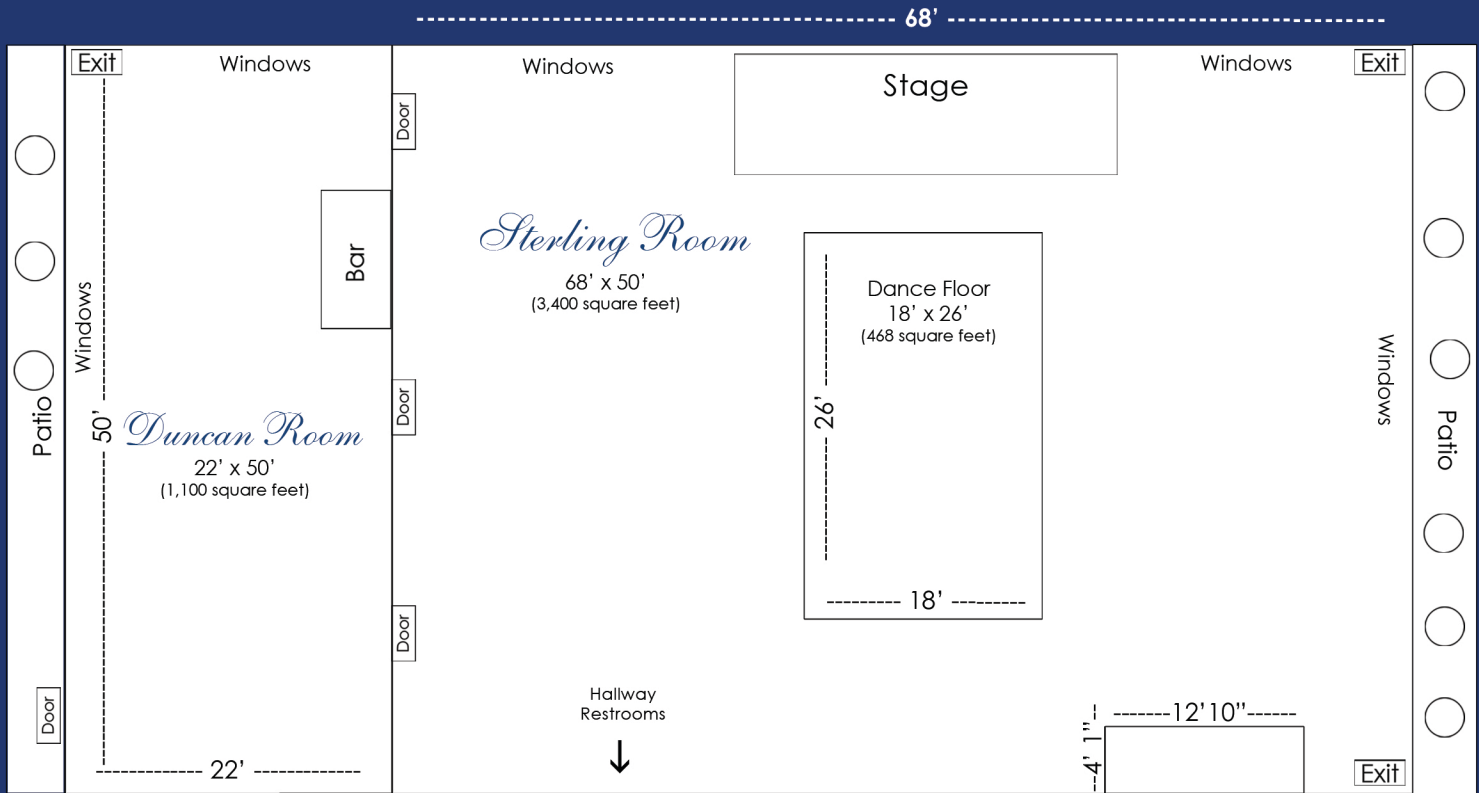 68’
Exit
Windows
Windows
Stage
Windows
Exit
Door
Bar
Sterling Room
68’ x 50’
(3,400 square feet)
Dance Floor
18’ x 26’
(468 square feet)
Windows
Windows
26’
Door
Patio
50’
Duncan Room
22’ x 50’
(1,100 square feet)
Patio
18’
Door
Door
Hallway
Restrooms
12’10”
4’ 1”
22’
Exit